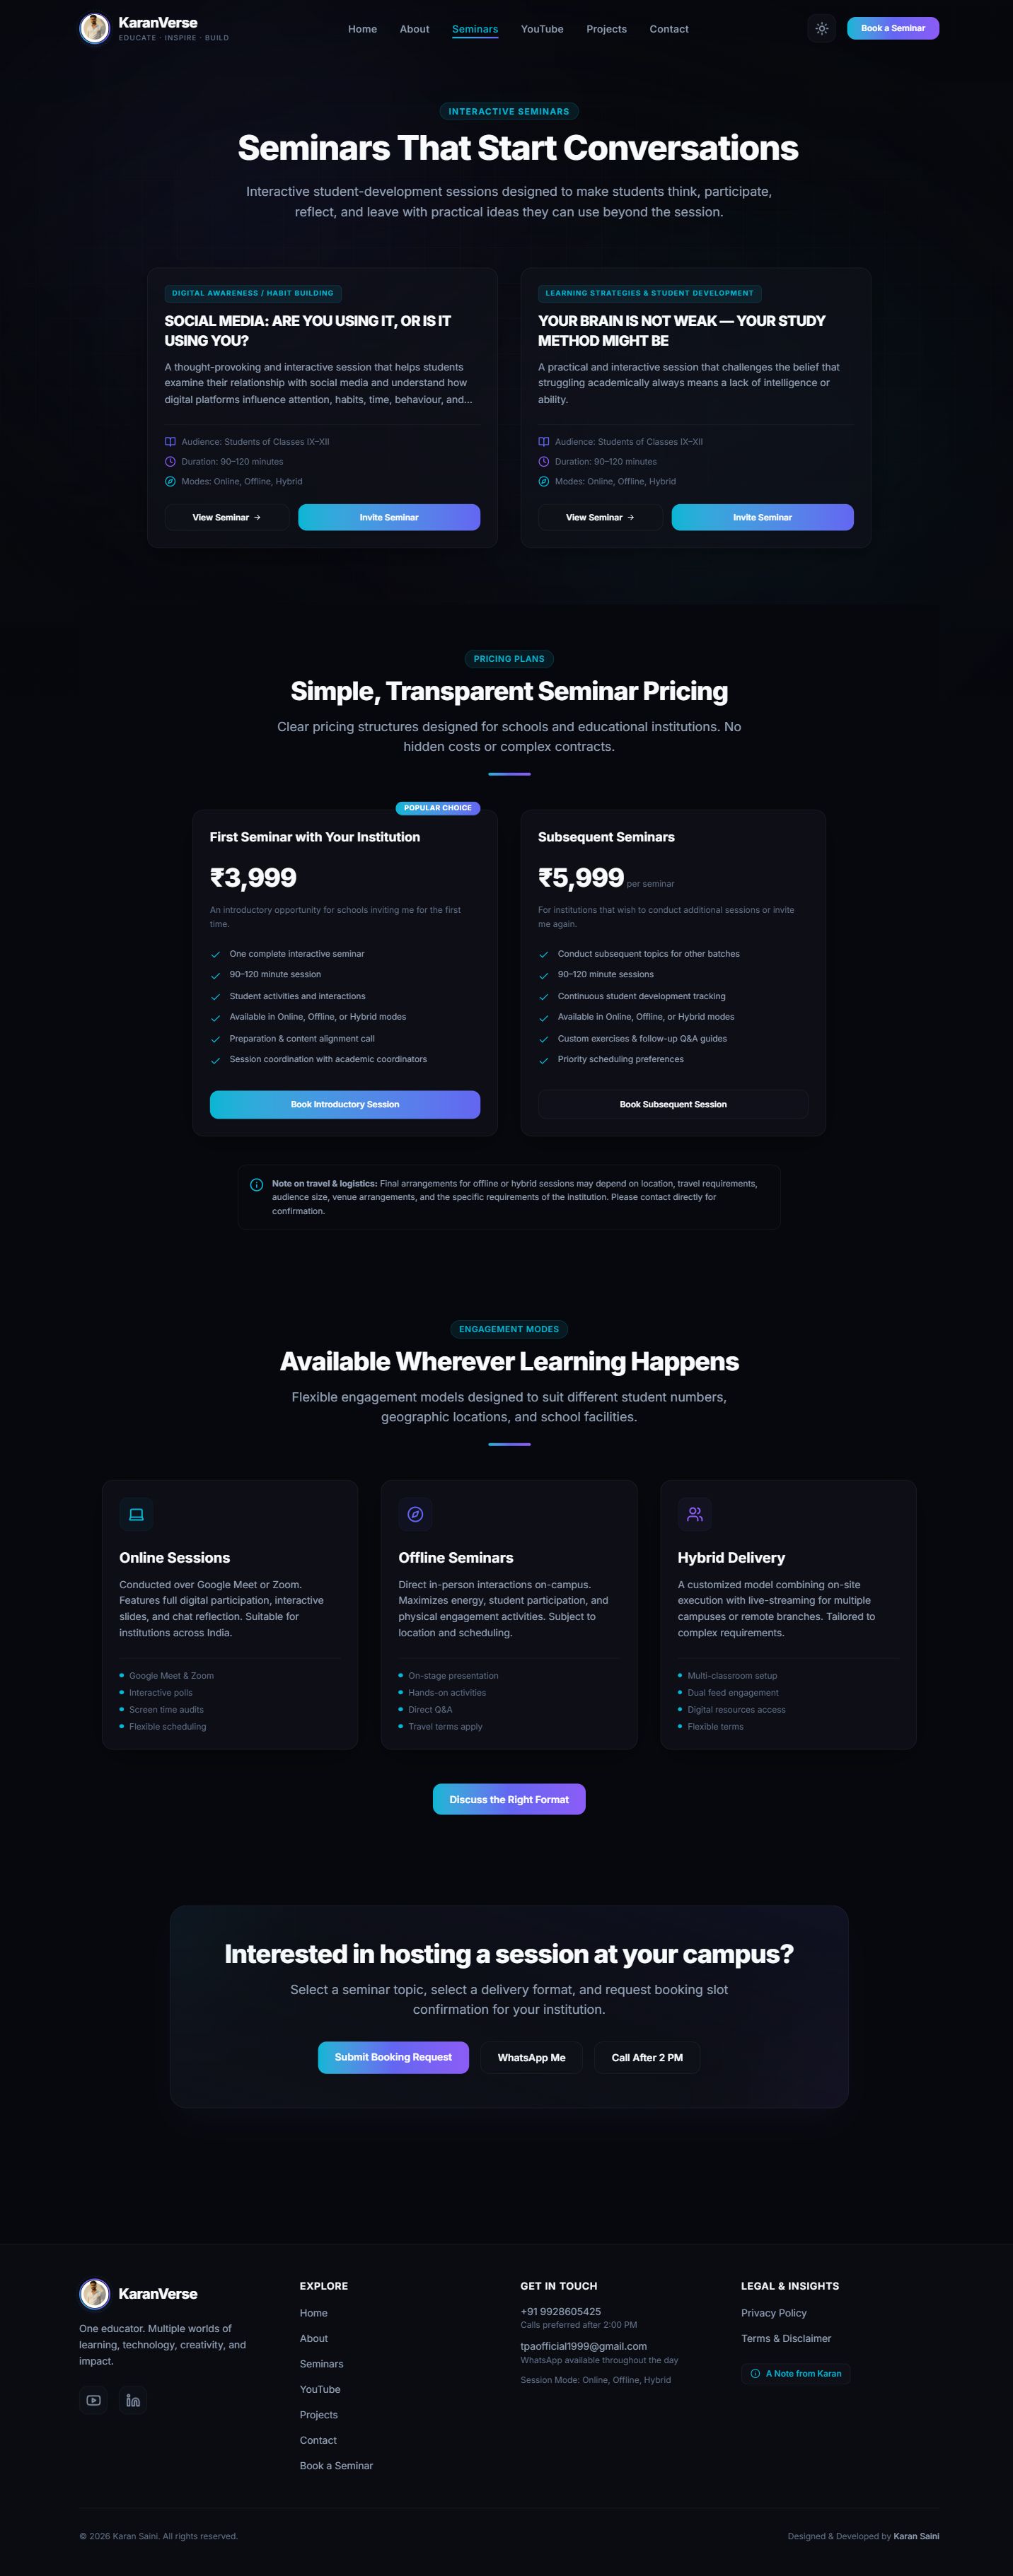 KaranVerse
EDUCATE · INSPIRE · BUILD
Home
About
Seminars
YouTube
Projects
Contact
Book a Seminar
INTERACTIVE SEMINARS
Seminars That Start Conversations
Interactive student-development sessions designed to make students think, participate,
reflect, and leave with practical ideas they can use beyond the session.
DIGITAL AWARENESS / HABIT BUILDING
SOCIAL MEDIA: ARE YOU USING IT, OR IS IT
USING YOU?
A thought-provoking and interactive session that helps students
examine their relationship with social media and understand how
digital platforms influence attention, habits, time, behaviour, and...
Audience: Students of Classes IX–XII
Duration: 90–120 minutes
Modes: Online, Offline, Hybrid
View Seminar →
Invite Seminar
LEARNING STRATEGIES & STUDENT DEVELOPMENT
YOUR BRAIN IS NOT WEAK — YOUR STUDY
METHOD MIGHT BE
A practical and interactive session that challenges the belief that
struggling academically always means a lack of intelligence or
ability.
Audience: Students of Classes IX–XII
Duration: 90–120 minutes
Modes: Online, Offline, Hybrid
View Seminar →
Invite Seminar
PRICING PLANS
Simple, Transparent Seminar Pricing
Clear pricing structures designed for schools and educational institutions. No
hidden costs or complex contracts.
POPULAR CHOICE
First Seminar with Your Institution
₹3,999
An introductory opportunity for schools inviting me for the first
time.
One complete interactive seminar
90–120 minute session
Student activities and interactions
Available in Online, Offline, or Hybrid modes
Preparation & content alignment call
Session coordination with academic coordinators
Book Introductory Session
Subsequent Seminars
₹5,999 per seminar
For institutions that wish to conduct additional sessions or invite
me again.
Conduct subsequent topics for other batches
90–120 minute sessions
Continuous student development tracking
Available in Online, Offline, or Hybrid modes
Custom exercises & follow-up Q&A guides
Priority scheduling preferences
Book Subsequent Session
Note on travel & logistics: Final arrangements for offline or hybrid sessions may depend on location, travel requirements,
audience size, venue arrangements, and the specific requirements of the institution. Please contact directly for
confirmation.
ENGAGEMENT MODES
Available Wherever Learning Happens
Flexible engagement models designed to suit different student numbers,
geographic locations, and school facilities.
Online Sessions
Conducted over Google Meet or Zoom.
Features full digital participation, interactive
slides, and chat reflection. Suitable for
institutions across India.
Google Meet & Zoom
Interactive polls
Screen time audits
Flexible scheduling
Offline Seminars
Direct in-person interactions on-campus.
Maximizes energy, student participation, and
physical engagement activities. Subject to
location and scheduling.
On-stage presentation
Hands-on activities
Direct Q&A
Travel terms apply
Hybrid Delivery
A customized model combining on-site
execution with live-streaming for multiple
campuses or remote branches. Tailored to
complex requirements.
Multi-classroom setup
Dual feed engagement
Digital resources access
Flexible terms
Discuss the Right Format
Interested in hosting a session at your campus?
Select a seminar topic, select a delivery format, and request booking slot
confirmation for your institution.
Submit Booking Request
WhatsApp Me
Call After 2 PM
KaranVerse
One educator. Multiple worlds of
learning, technology, creativity, and
impact.
EXPLORE
Home
About
Seminars
YouTube
Projects
Contact
Book a Seminar
GET IN TOUCH
+91 9928605425
Calls preferred after 2:00 PM
tpaofficial1999@gmail.com
WhatsApp available throughout the day
Session Mode: Online, Offline, Hybrid
LEGAL & INSIGHTS
Privacy Policy
Terms & Disclaimer
A Note from Karan
© 2026 Karan Saini. All rights reserved.
Designed & Developed by Karan Saini